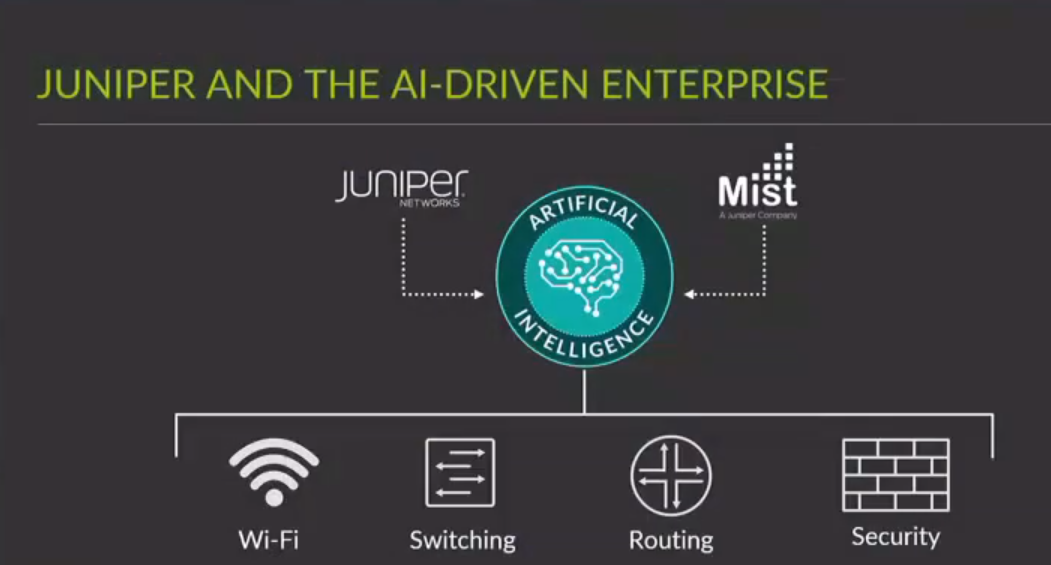 JUNIPER AND THE AI-DRIVEN ENTERPRISE
JUNIPER
NETWORKS
Mist
A Juniper Company
ARTIFICIAL
INTELLIGENCE
Wi-Fi
Switching
Routing
Security